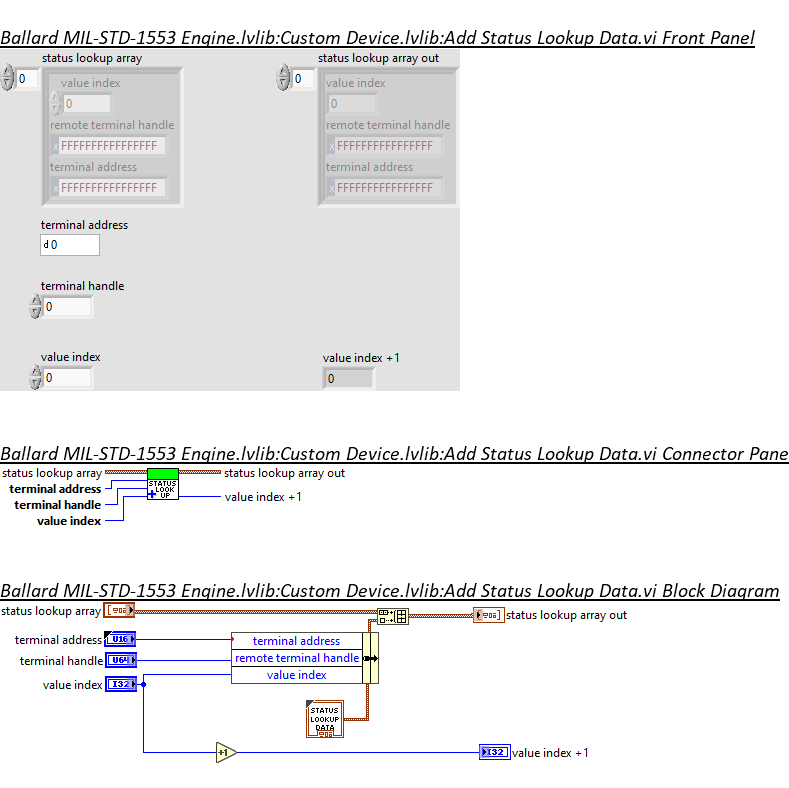 Ballard MIL-STD-1553 Engine.lvlib:Custom Device.lvlib:Add Status Lookup Data.vi Front Panel
status lookup array
status lookup array out
0
0
value index
value index
0
0
remote terminal handle
remote terminal handle
x FFFFFFFFFFFFFFFF
x FFFFFFFFFFFFFFFF
terminal address
terminal address
x FFFFFFFFFFFFFFFF
x FFFFFFFFFFFFFFFF
terminal address
d 0
terminal handle
0
value index
value index +1
0
0
Ballard MIL-STD-1553 Engine.lvlib:Custom Device.lvlib:Add Status Lookup Data.vi Connector Pane
status lookup array
status lookup array out
terminal address
STATUS
LOOK
UP
terminal handle
value index +1
value index
Ballard MIL-STD-1553 Engine.lvlib:Custom Device.lvlib:Add Status Lookup Data.vi Block Diagram
status lookup array
status lookup array out
terminal address
U16
terminal address
terminal handle
U64
remote terminal handle
value index
I32
value index
STATUS
LOOKUP
DATA
+1
I32
value index +1